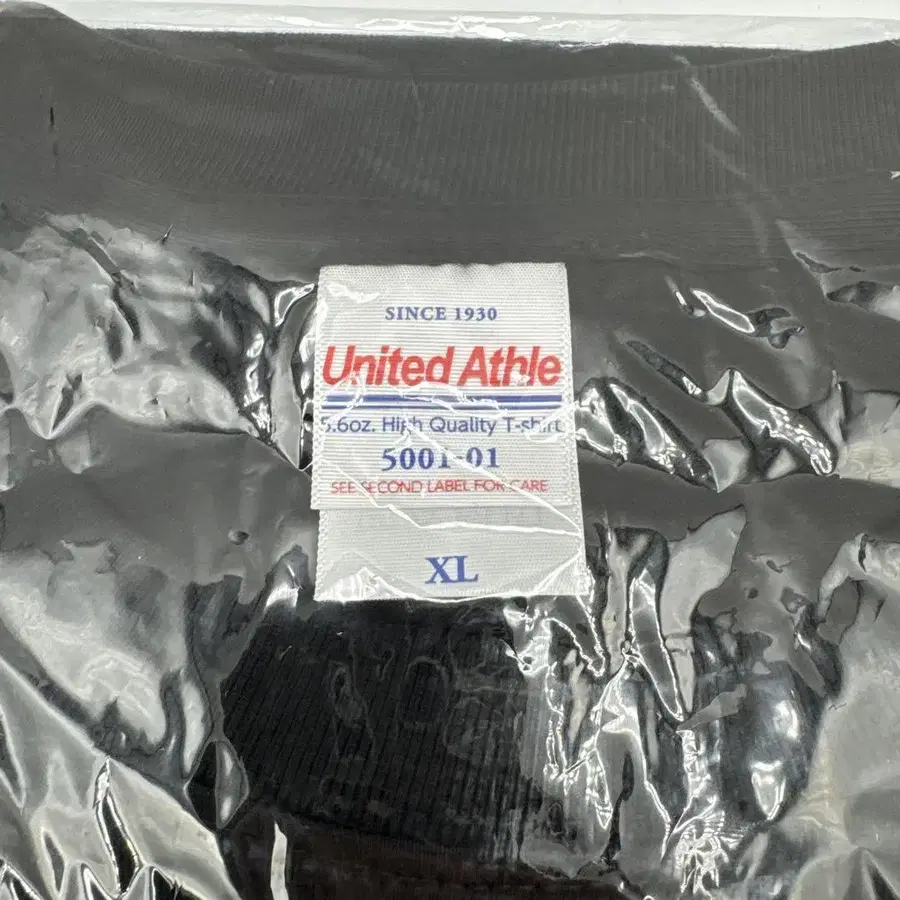 SINCE 1930
United Athle
5.6oz. High Quality T-shirt
5001-01
SEE SECOND LABEL FOR CARE
XL